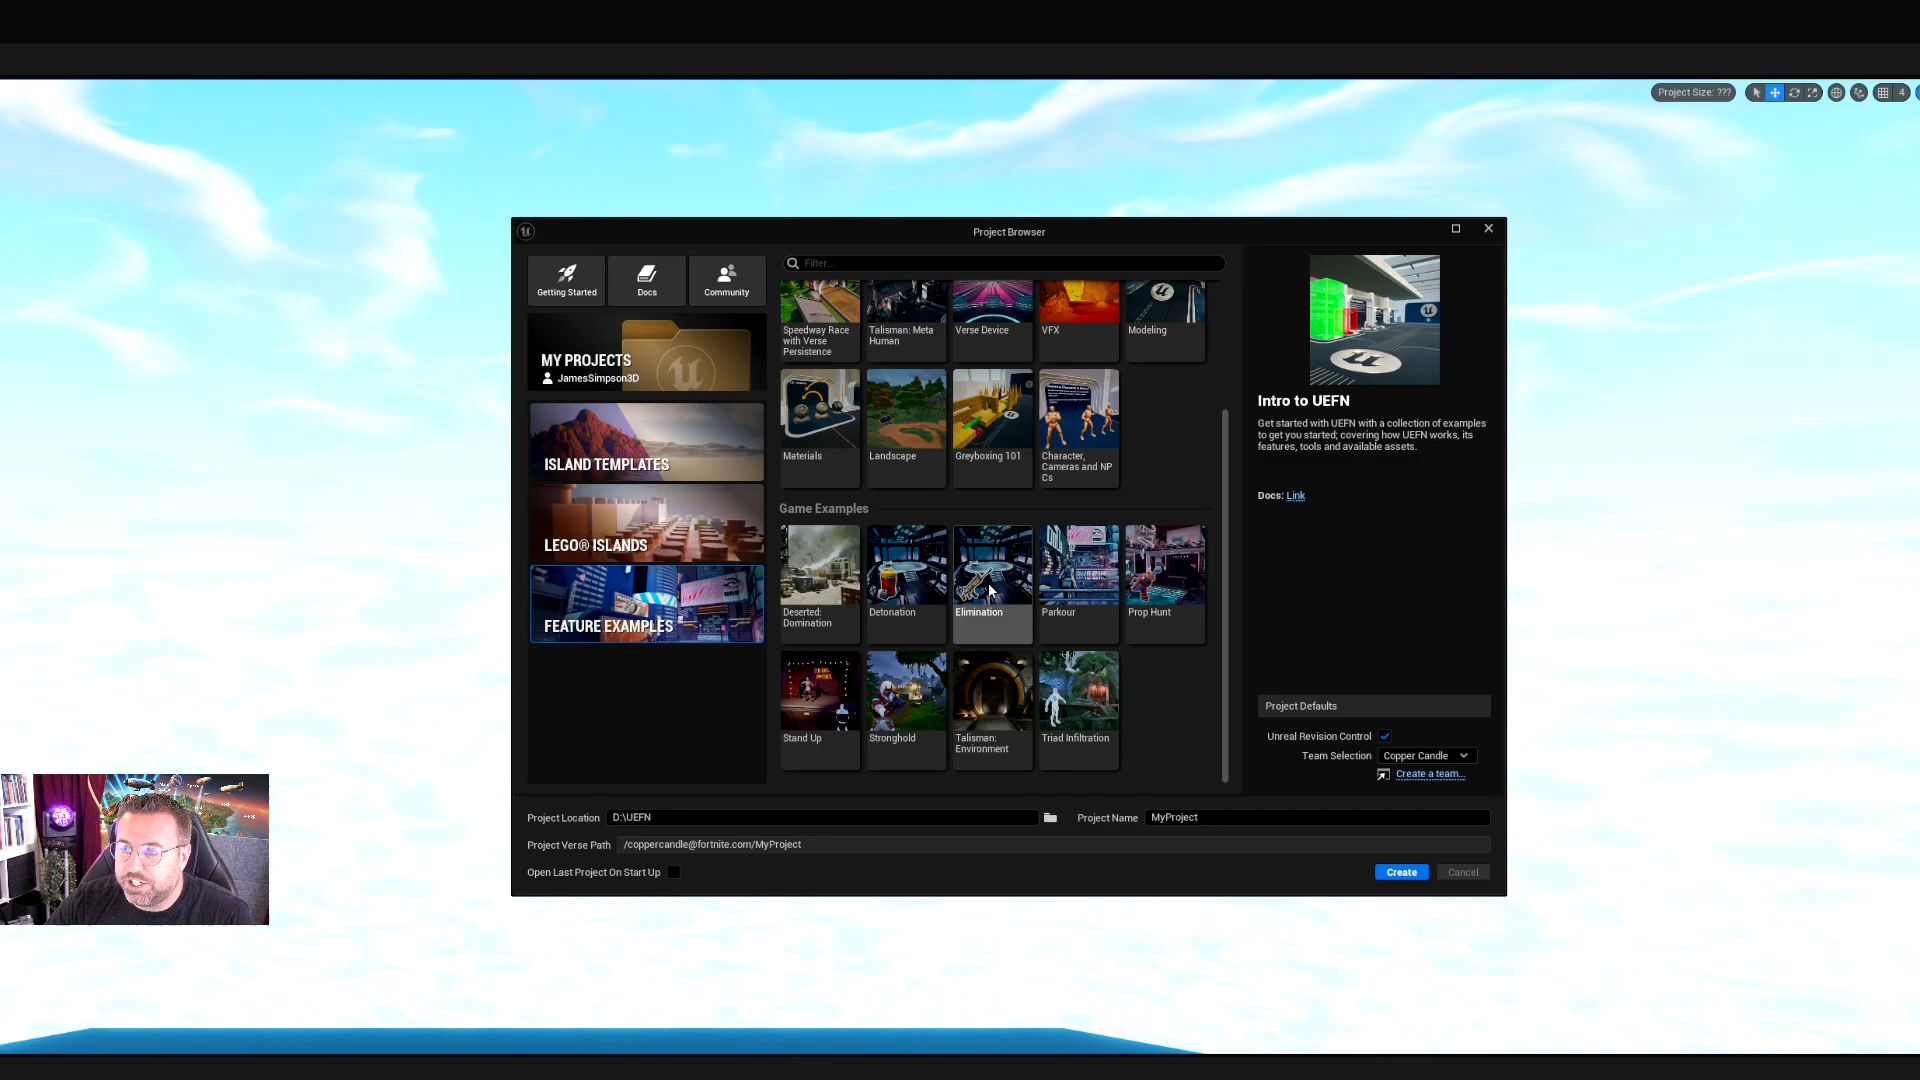 Project Size: ???
4
Project Browser
Getting Started
Docs
Community
Filter...
MY PROJECTS
JamesSimpson3D
ISLAND TEMPLATES
LEGO® ISLANDS
FEATURE EXAMPLES
Speedway Race
with Verse
Persistence
Talisman: Meta
Human
Verse Device
VFX
Modeling
Materials
Landscape
Greyboxing 101
Character,
Cameras and NP
Cs
Game Examples
Deserted:
Domination
Detonation
Elimination
Parkour
Prop Hunt
Stand Up
Stronghold
Talisman:
Environment
Triad Infiltration
Intro to UEFN
Get started with UEFN with a collection of examples
to get you started; covering how UEFN works, its
features, tools and available assets.
Docs: Link
Project Defaults
Unreal Revision Control
Team Selection Copper Candle
Create a team...
Project Location D:\UEFN
Project Name MyProject
Project Verse Path /coppercandle@fortnite.com/MyProject
Open Last Project On Start Up
Create
Cancel